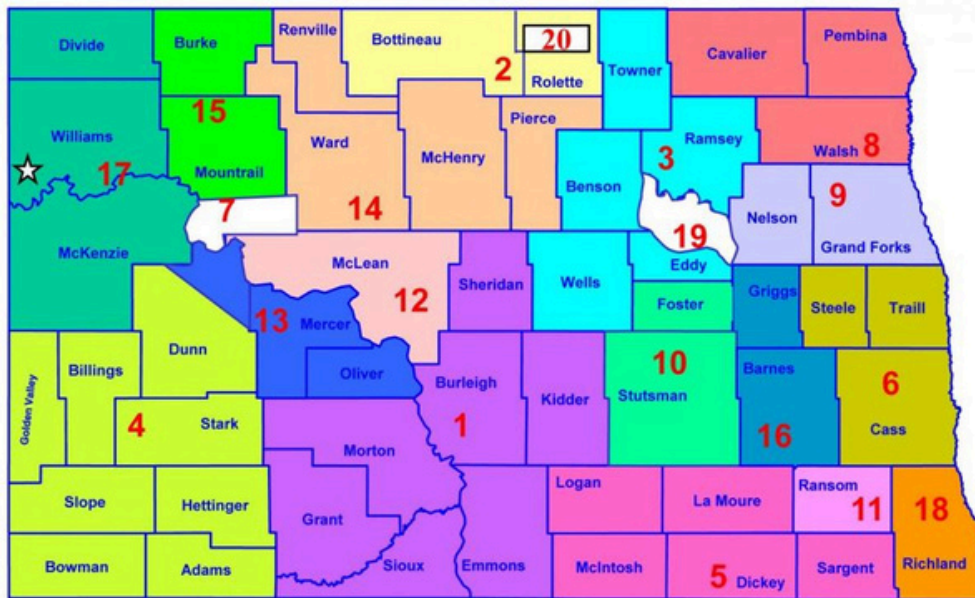 Divide
Burke
Renville
Bottineau
20
Rolette
2
Towner
Cavalier
Pembina
Williams
17
15
Mountrail
Ward
14
McHenry
Pierce
Benson
3
Ramsey
Walsh 8
7
19
Nelson
9
Grand Forks
McKenzie
McLean
12
Sheridan
Wells
Eddy
Foster
Griggs
Steele
Traill
13
Mercer
Oliver
Dunn
Golden Valley
Billings
4
Stark
Burleigh
1
Kidder
10
Stutsman
Barnes
16
6
Cass
Morton
Slope
Hettinger
Grant
Logan
La Moure
Ransom
11
18
Bowman
Adams
Sioux
Emmons
McIntosh
5 Dickey
Sargent
Richland